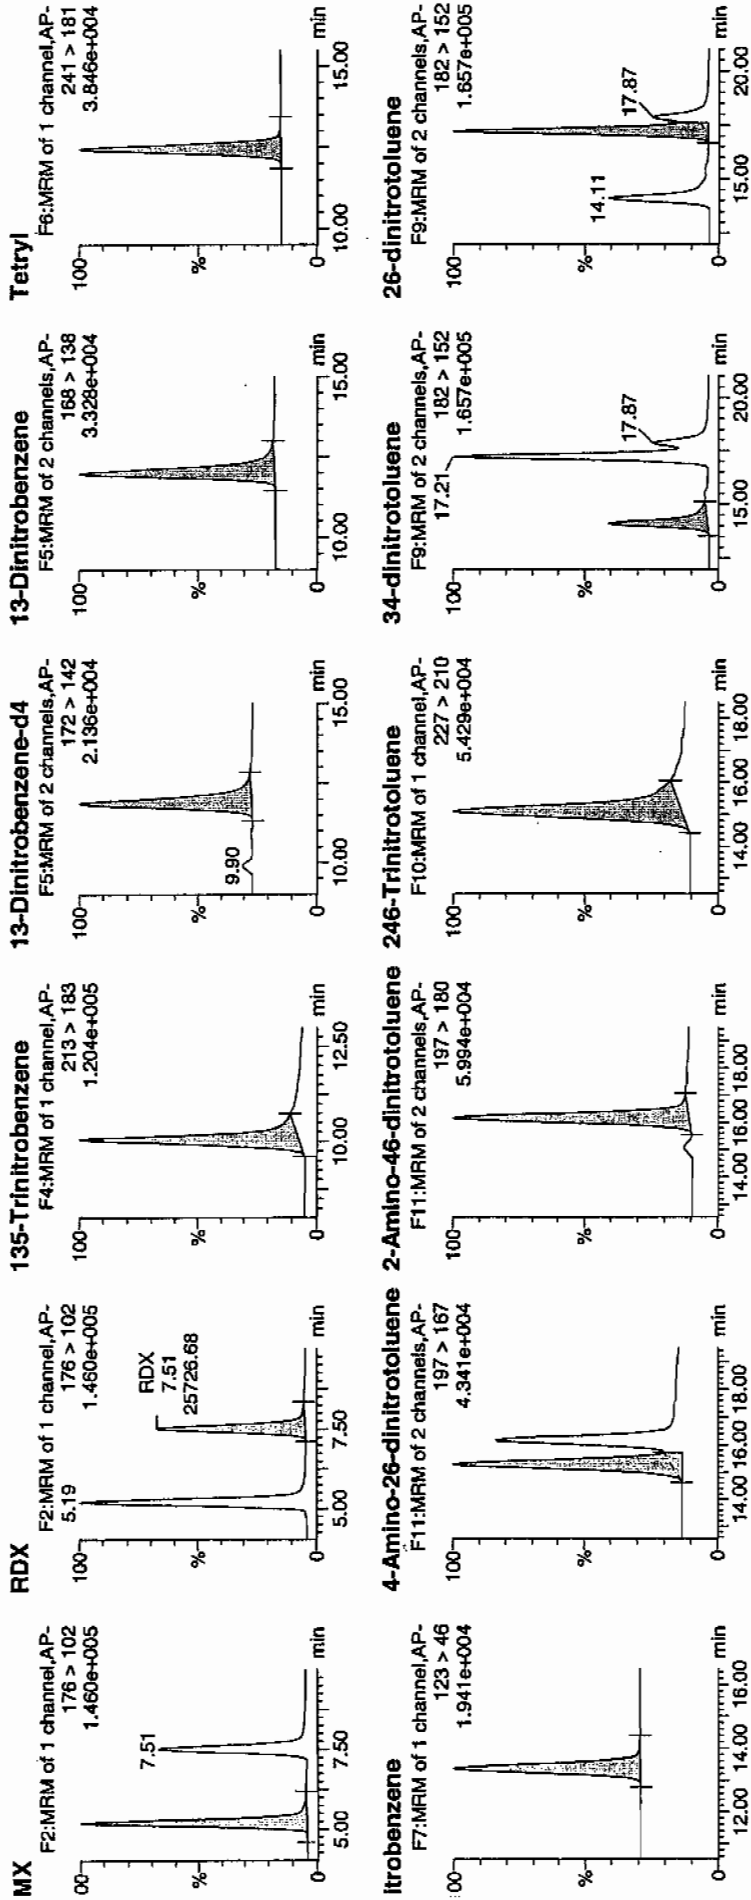 MX
F2:MRM of 1 channel,AP-
176 > 102
1.460e+005
00
%
7.51
0
5.00 7.50 min
RDX
F2:MRM of 1 channel,AP-
176 > 102
1.460e+005
100
5.19
%
RDX
7.51
25726.68
0
5.00 7.50 min
135-Trinitrobenzene
F4:MRM of 1 channel,AP-
213 > 183
1.204e+005
100
%
0
10.00 12.50 min
13-Dinitrobenzene-d4
F5:MRM of 2 channels,AP-
172 > 142
2.136e+004
100
%
9.90
0
10.00 15.00 min
13-Dinitrobenzene
F5:MRM of 2 channels,AP-
168 > 138
3.328e+004
100
%
0
10.00 15.00 min
Tetryl
F6:MRM of 1 channel,AP-
241 > 181
3.846e+004
100
%
0
10.00 15.00 min
itrobenzene
F7:MRM of 1 channel,AP-
123 > 46
1.941e+004
00
%
0
12.00 14.00 16.00 min
4-Amino-26-dinitrotoluene
F11:MRM of 2 channels,AP-
197 > 167
4.341e+004
100
%
0
14.00 16.00 18.00 min
2-Amino-46-dinitrotoluene
F11:MRM of 2 channels,AP-
197 > 180
5.994e+004
100
%
0
14.00 16.00 18.00 min
246-Trinitrotoluene
F10:MRM of 1 channel,AP-
227 > 210
5.429e+004
100
%
0
14.00 16.00 18.00 min
34-dinitrotoluene
F9:MRM of 2 channels,AP-
182 > 152
1.657e+005
100
17.21
17.87
%
0
15.00 20.00 min
26-dinitrotoluene
F9:MRM of 2 channels,AP-
182 > 152
1.657e+005
100
14.11
17.87
%
0
15.00 20.00 min